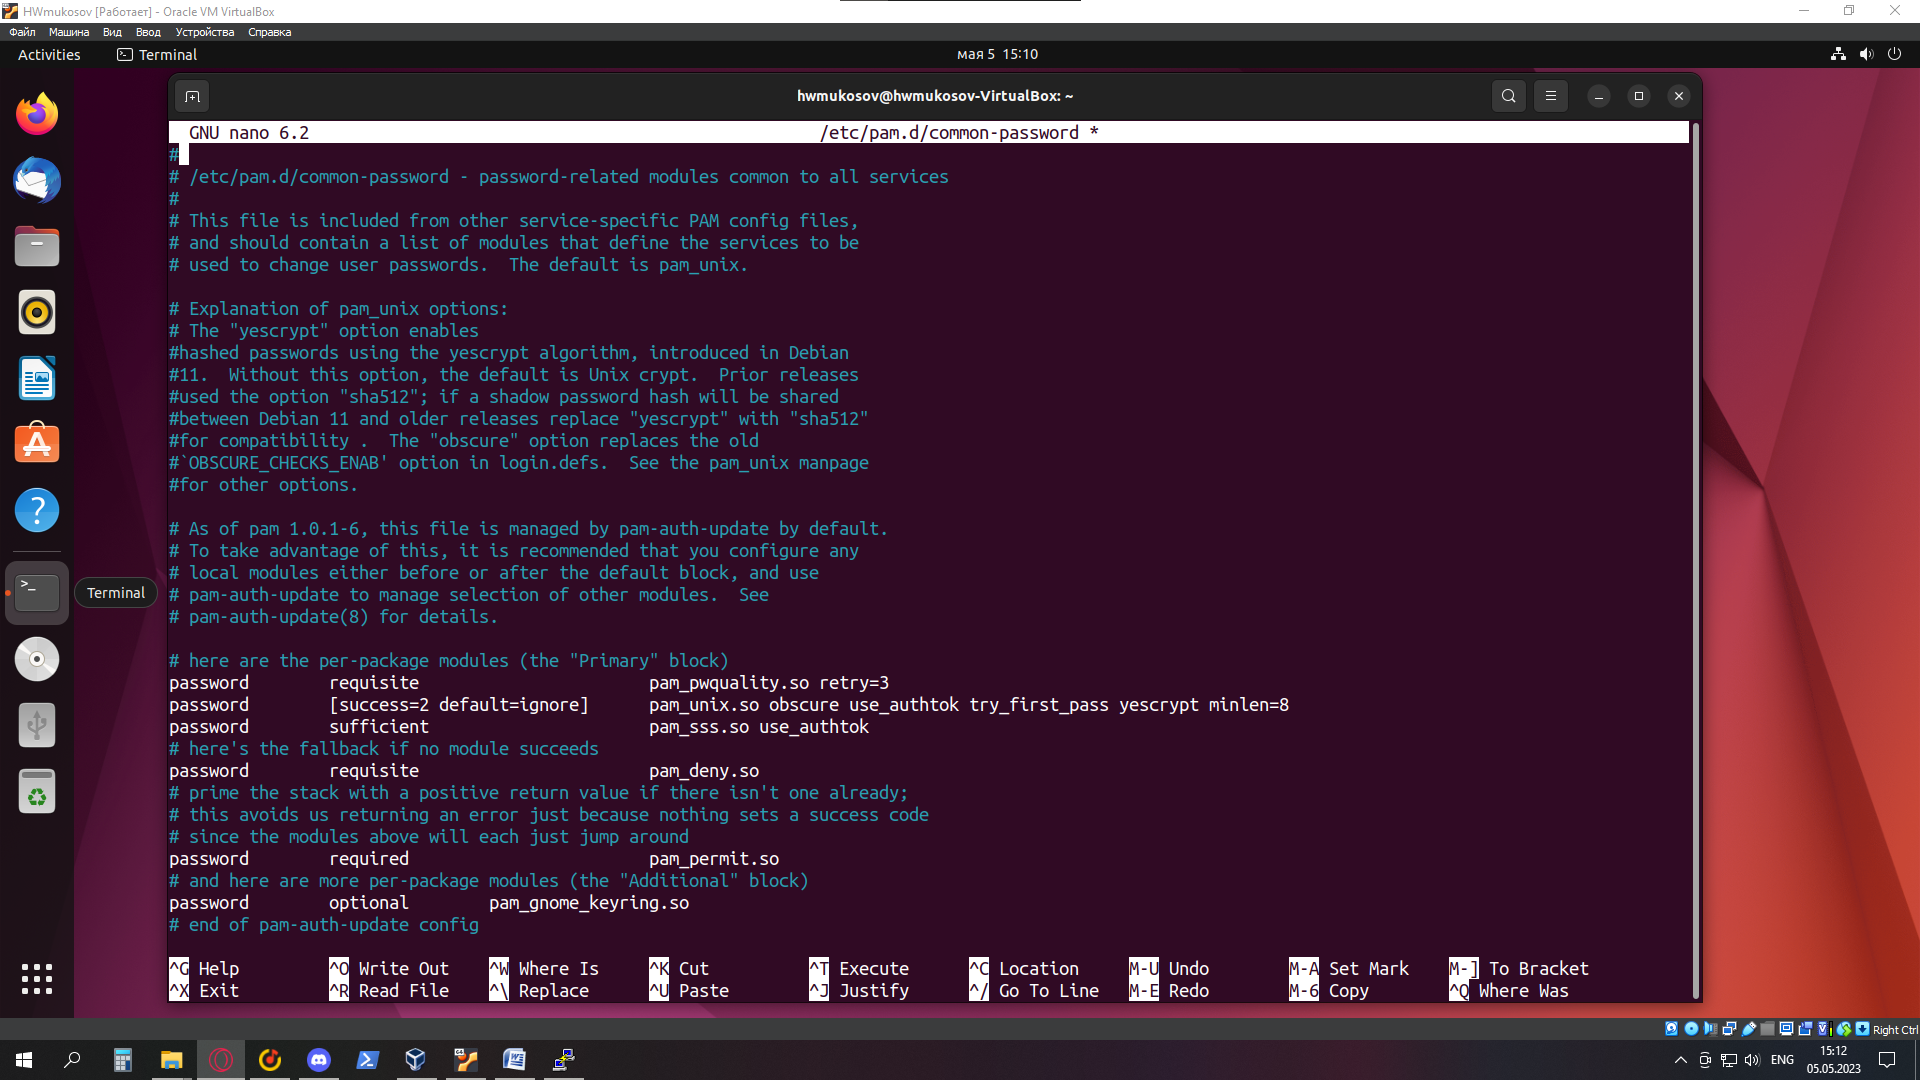 HWmukosov [Работает] - Oracle VM VirtualBox
Файл Машина Вид Ввод Устройства Справка
Activities Terminal мая 5 15:10
hwmukosov@hwmukosov-VirtualBox: ~
GNU nano 6.2 /etc/pam.d/common-password *
#
# /etc/pam.d/common-password - password-related modules common to all services
#
# This file is included from other service-specific PAM config files,
# and should contain a list of modules that define the services to be
# used to change user passwords.  The default is pam_unix.
# Explanation of pam_unix options:
# The "yescrypt" option enables
#hashed passwords using the yescrypt algorithm, introduced in Debian
#11.  Without this option, the default is Unix crypt.  Prior releases
#used the option "sha512"; if a shadow password hash will be shared
#between Debian 11 and older releases replace "yescrypt" with "sha512"
#for compatibility .  The "obscure" option replaces the old
#`OBSCURE_CHECKS_ENAB' option in login.defs.  See the pam_unix manpage
#for other options.
# As of pam 1.0.1-6, this file is managed by pam-auth-update by default.
# To take advantage of this, it is recommended that you configure any
# local modules either before or after the default block, and use
# pam-auth-update to manage selection of other modules.  See
# pam-auth-update(8) for details.
Terminal
# here are the per-package modules (the "Primary" block)
password requisite pam_pwquality.so retry=3
password [success=2 default=ignore] pam_unix.so obscure use_authtok try_first_pass yescrypt minlen=8
password sufficient pam_sss.so use_authtok
# here's the fallback if no module succeeds
password requisite pam_deny.so
# prime the stack with a positive return value if there isn't one already;
# this avoids us returning an error just because nothing sets a success code
# since the modules above will each just jump around
password required pam_permit.so
# and here are more per-package modules (the "Additional" block)
password optional pam_gnome_keyring.so
# end of pam-auth-update config
^G Help ^O Write Out ^W Where Is ^K Cut ^T Execute ^C Location M-U Undo M-A Set Mark M-] To Bracket
^X Exit ^R Read File ^\ Replace ^U Paste ^J Justify ^/ Go To Line M-E Redo M-6 Copy ^Q Where Was
Right Ctrl
ENG 15:12
05.05.2023